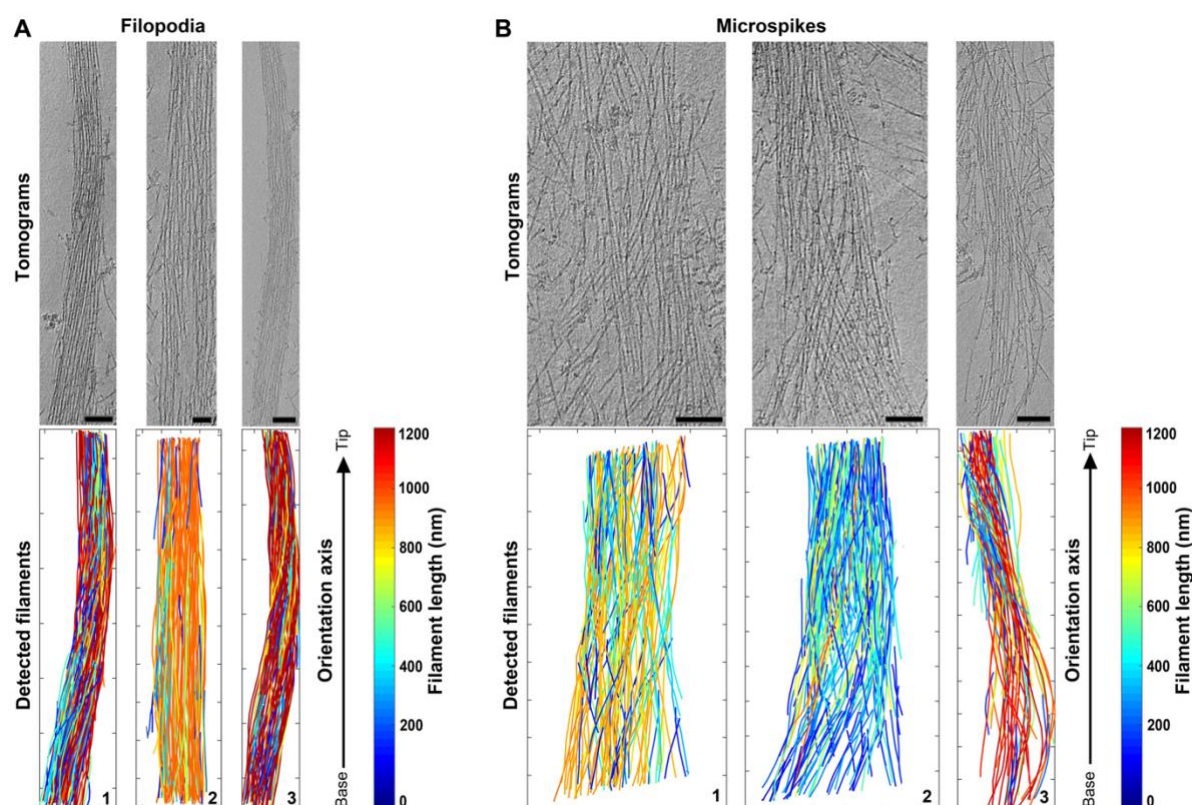 A
Filopodia
B
Microspikes
Tomograms
Tomograms
Detected filaments
1
2
3
Base
Tip
Orientation axis
1200
1000
800
600
400
200
0
Filament length (nm)
Detected filaments
1
2
3
Base
Tip
Orientation axis
1200
1000
800
600
400
200
0
Filament length (nm)